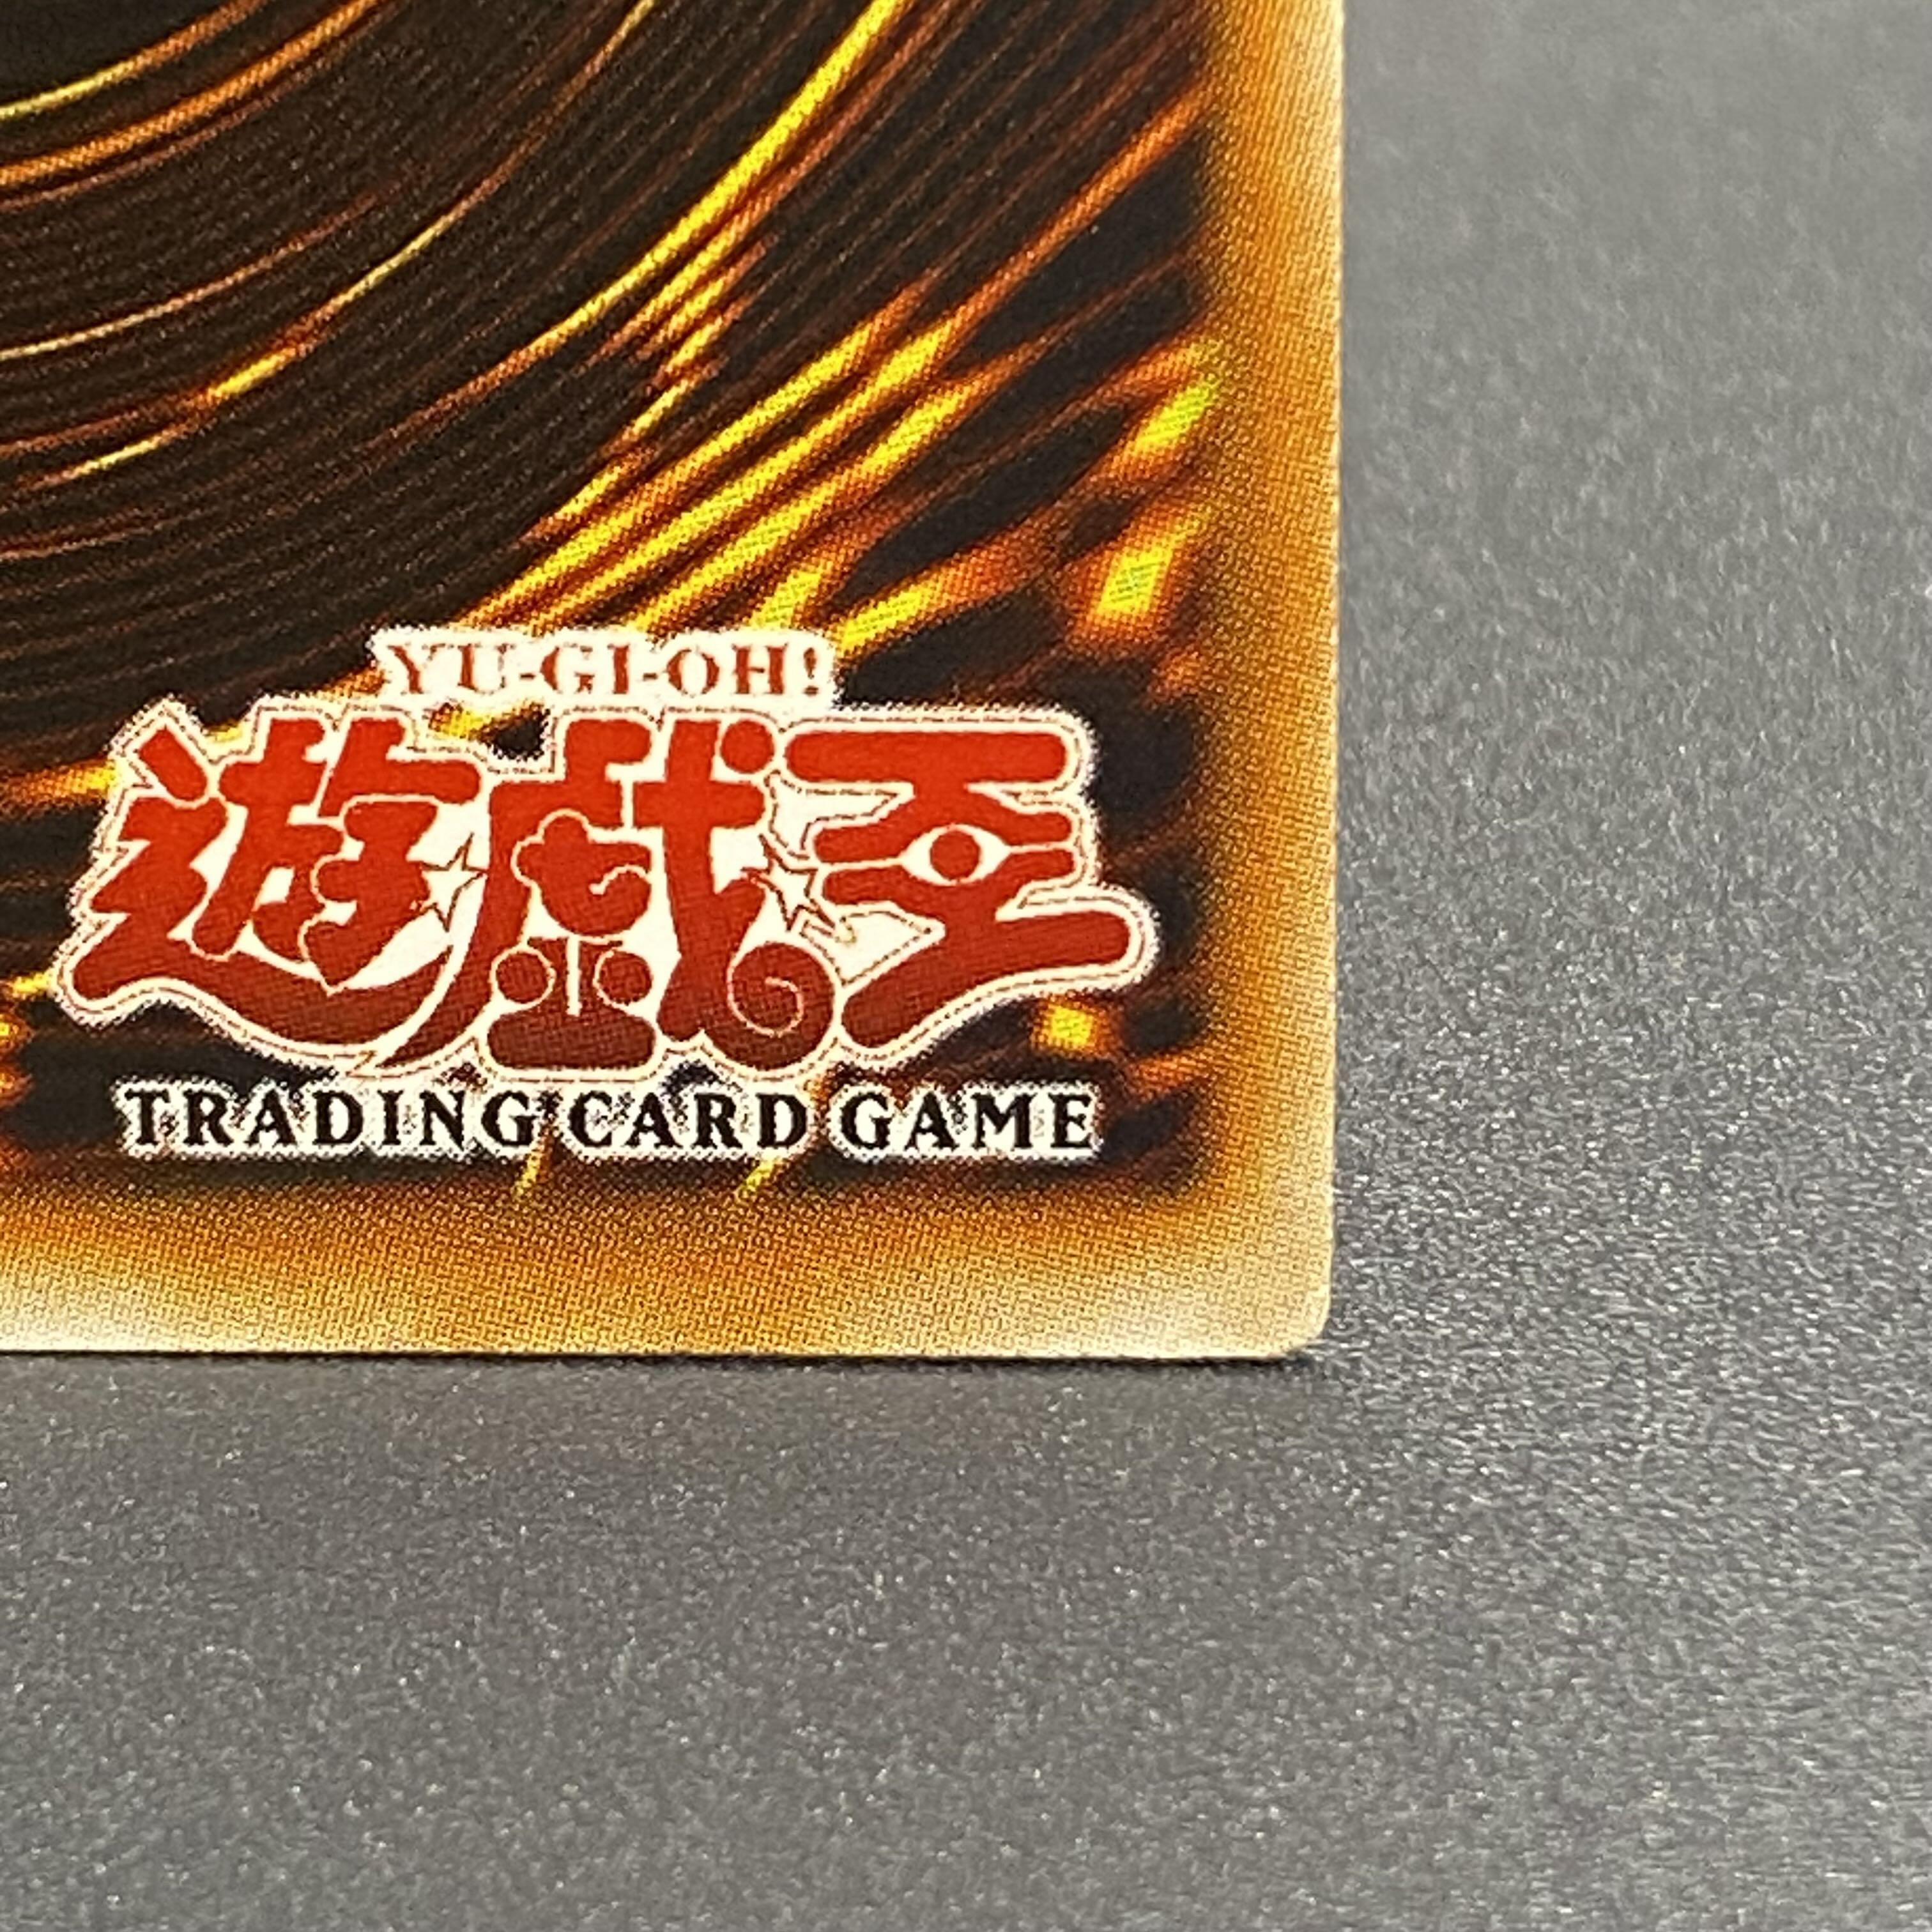 YU-GI-OH!
遊戯王
TRADING CARD GAME